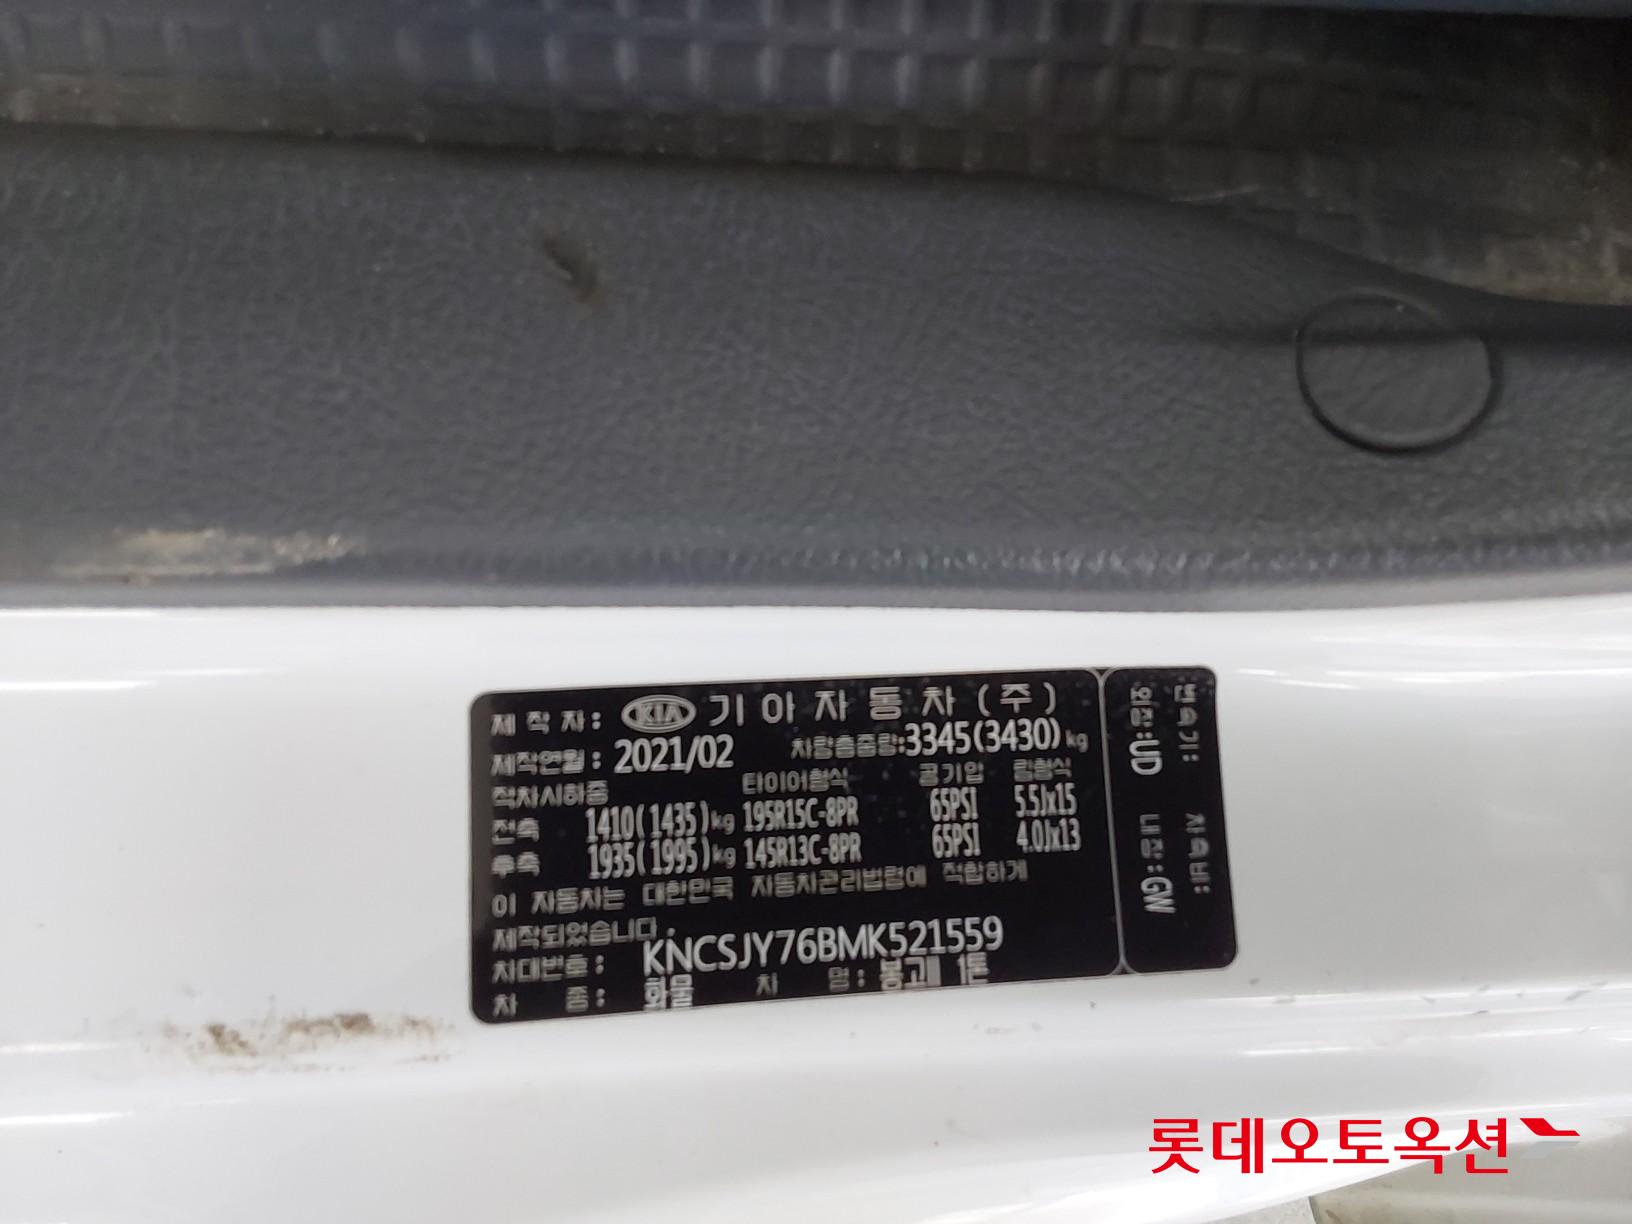 제 작 자 : KIA 기 아 자 동 차 ( 주 )
제작연월 : 2021/02 차량총중량:3345(3430)kg
적차시하중 타이어형식 공기압 림형식
전축 1410(1435)kg 195R15C-8PR 65PSI 5.5Jx15
후축 1935(1995)kg 145R13C-8PR 65PSI 4.0Jx13
이 자동차는 대한민국 자동차관리법령에 적합하게
제작되었습니다.
차대번호 : KNCSJY76BMK521559
차 종 : 화물 차 명 : 봉고Ⅲ 1톤
변속기: 차축비:
외장:UD 내장:GW
롯데오토옥션